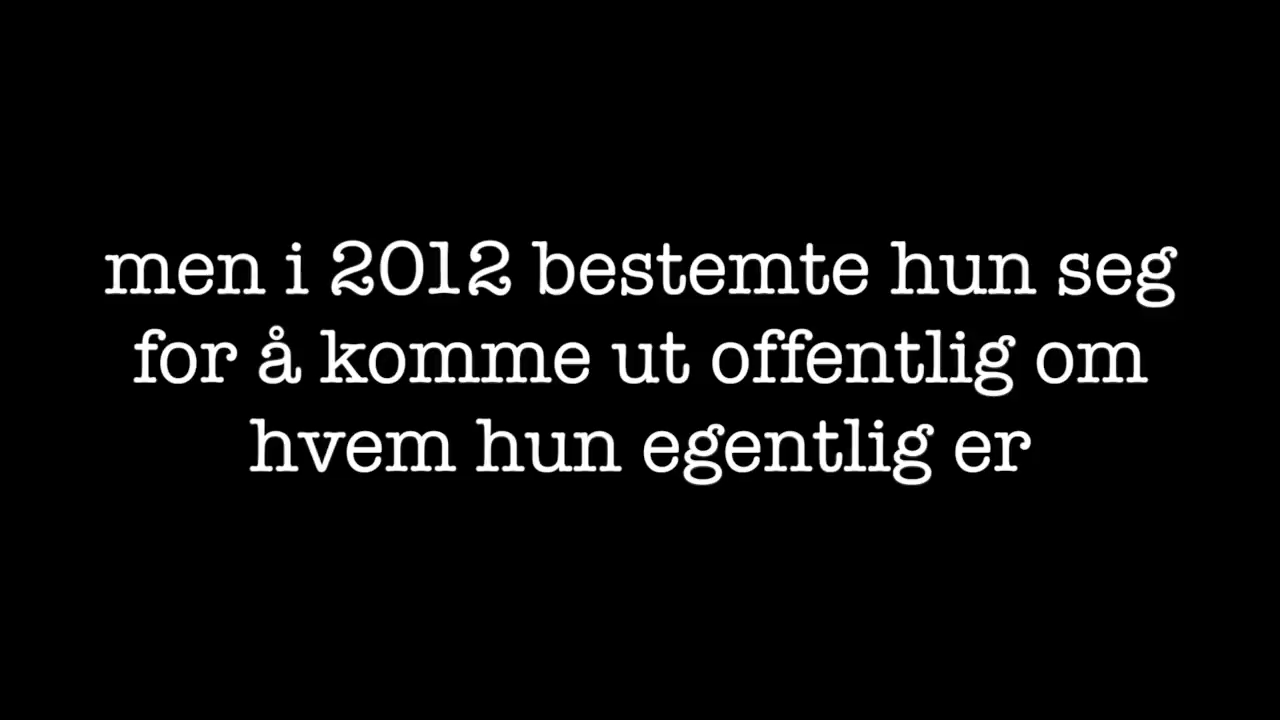 men i 2012 bestemte hun seg
for å komme ut offentlig om
hvem hun egentlig er